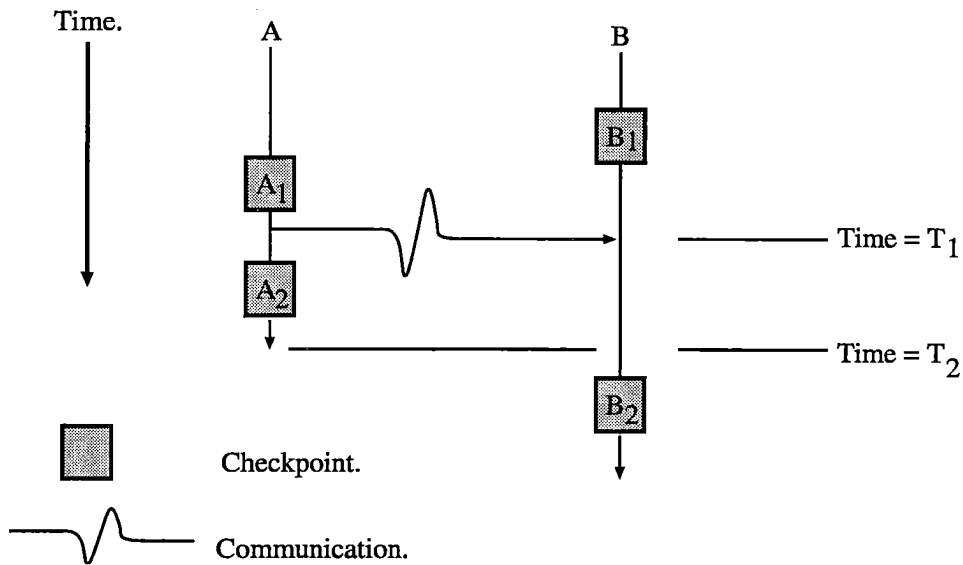 Time.
A
B
B1
A1
Time = T1
A2
Time = T2
B2
Checkpoint.
Communication.